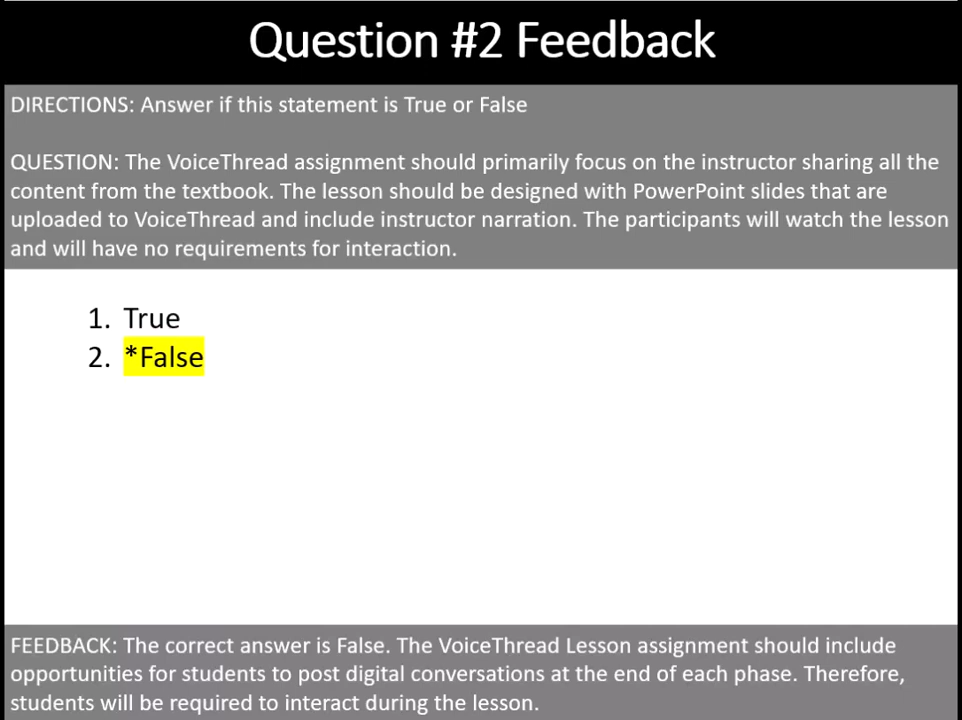 Question #2 Feedback
DIRECTIONS: Answer if this statement is True or False
QUESTION: The VoiceThread assignment should primarily focus on the instructor sharing all the
content from the textbook. The lesson should be designed with PowerPoint slides that are
uploaded to VoiceThread and include instructor narration. The participants will watch the lesson
and will have no requirements for interaction.
1. True
2. *False
FEEDBACK: The correct answer is False. The VoiceThread Lesson assignment should include
opportunities for students to post digital conversations at the end of each phase. Therefore,
students will be required to interact during the lesson.